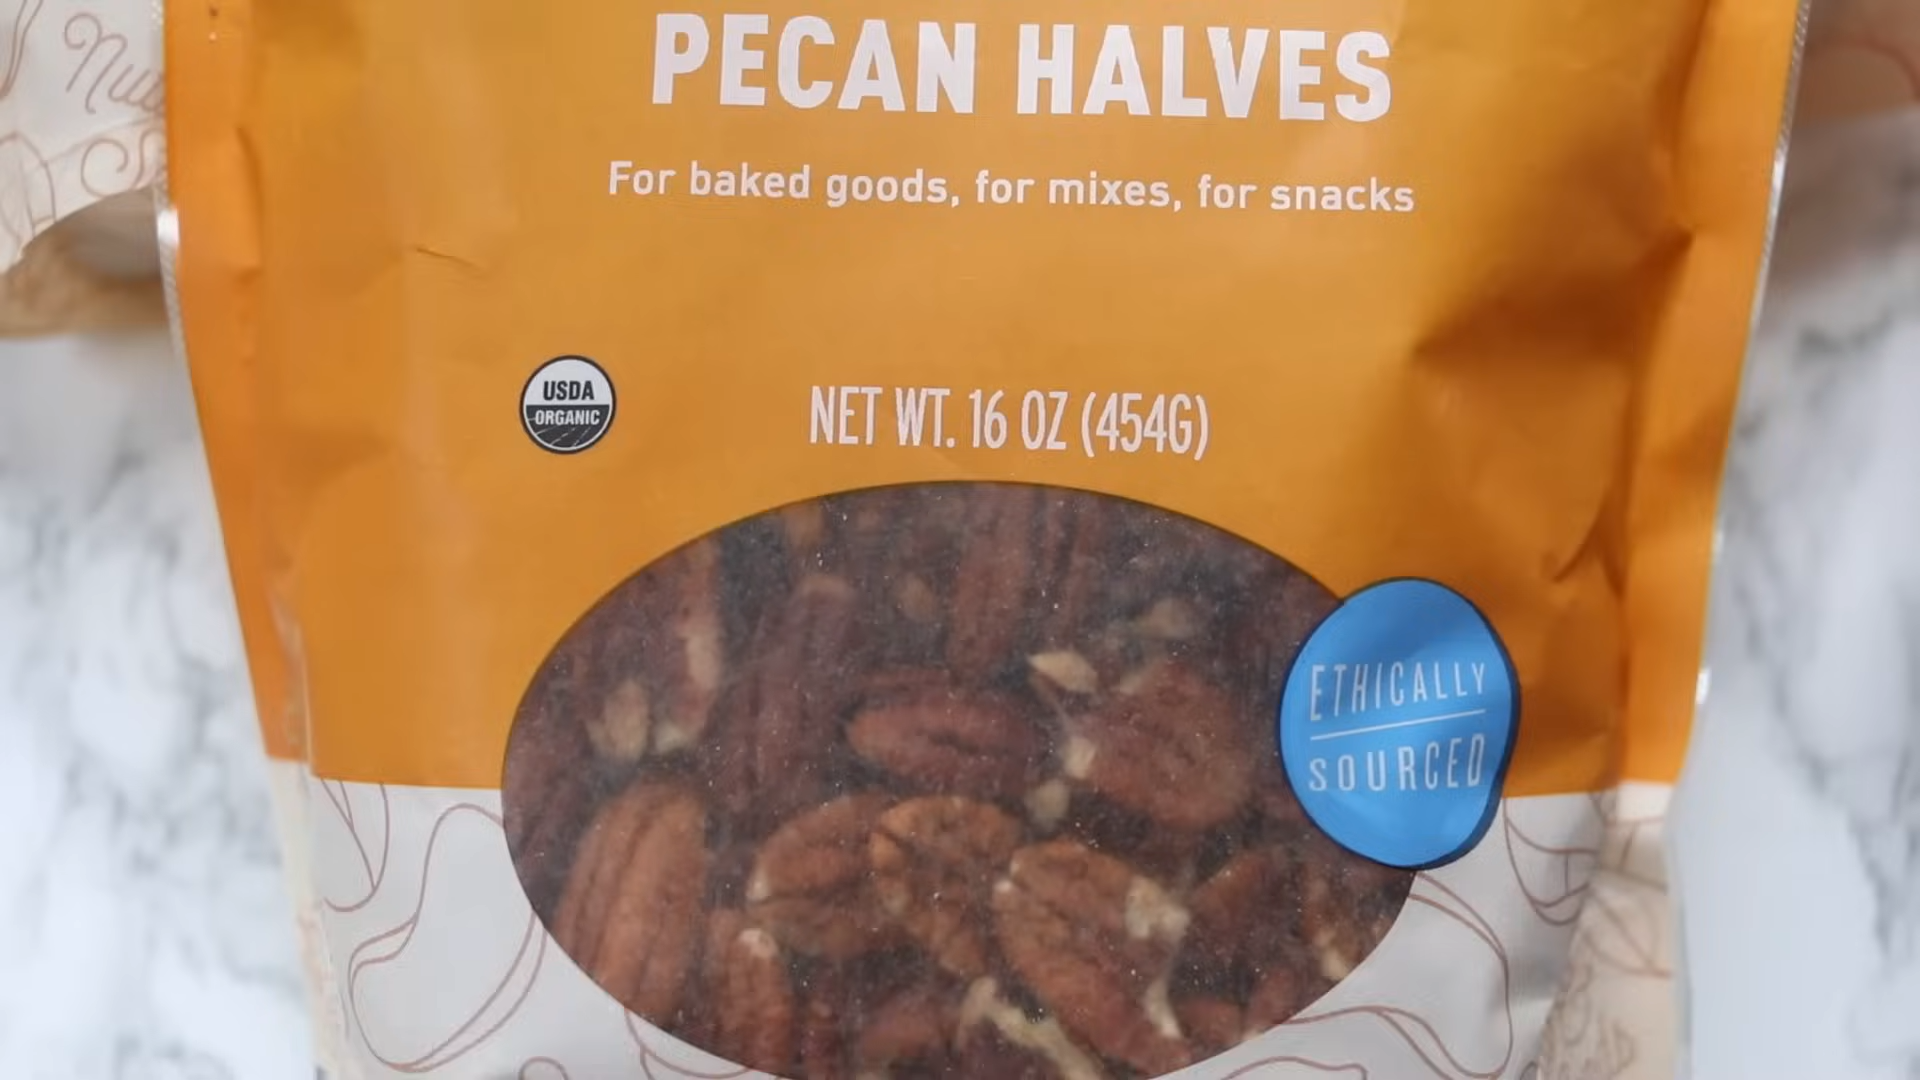 PECAN HALVES
For baked goods, for mixes, for snacks
USDA
ORGANIC
NET WT. 16 OZ (454G)
ETHICALLY
SOURCED